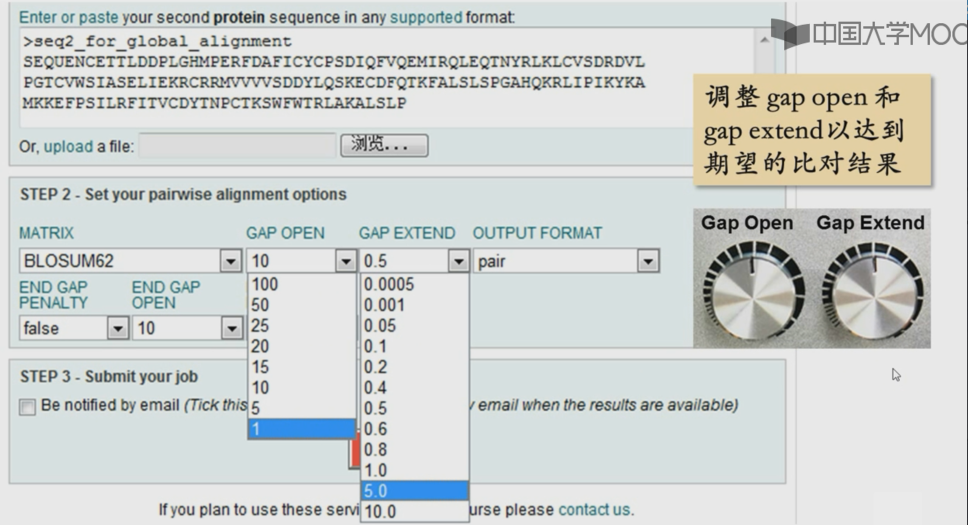 Enter or paste your second protein sequence in any supported format:
中国大学MOOC
>seq2_for_global_alignment
SEQUENCETTLDDPLGHMPERFDAFICYCPSDIQFVQEMIRQLEQTNYRLKLCVSDRDVL
PGTCVWSIASELIEKRCRRMVVVVSDDYLQSKECDFQTKFALSLSPGAHQKRLIPIKYKA
MKKEFPSILRFITVCDYTNPCTKSWFWTRLAKALSLP
Or, upload a file:
浏览...
调整 gap open 和
gap extend以达到
期望的比对结果
STEP 2 - Set your pairwise alignment options
MATRIX
GAP OPEN
GAP EXTEND
OUTPUT FORMAT
BLOSUM62
10
0.5
pair
END GAP
PENALTY
END GAP
OPEN
false
10
100
50
25
20
15
10
5
1
0.0005
0.001
0.05
0.1
0.2
0.4
0.5
0.6
0.8
1.0
5.0
10.0
Gap Open
Gap Extend
STEP 3 - Submit your job
Be notified by email (Tick this
email when the results are available)
If you plan to use these servi
urse please contact us.